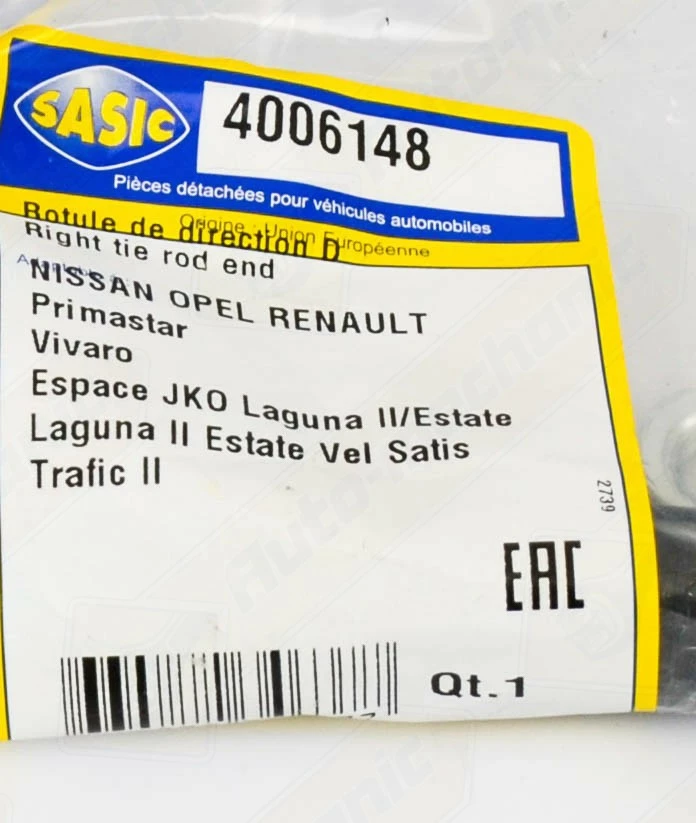 SASIC
4006148
Pièces détachées pour véhicules automobiles
Origine : Union Européenne
Rotule de direction D
Right tie rod end
NISSAN OPEL RENAULT
Primastar
Vivaro
Espace JKO Laguna II/Estate
Laguna II Estate Vel Satis
Trafic II
2739
EAC
Qt.1